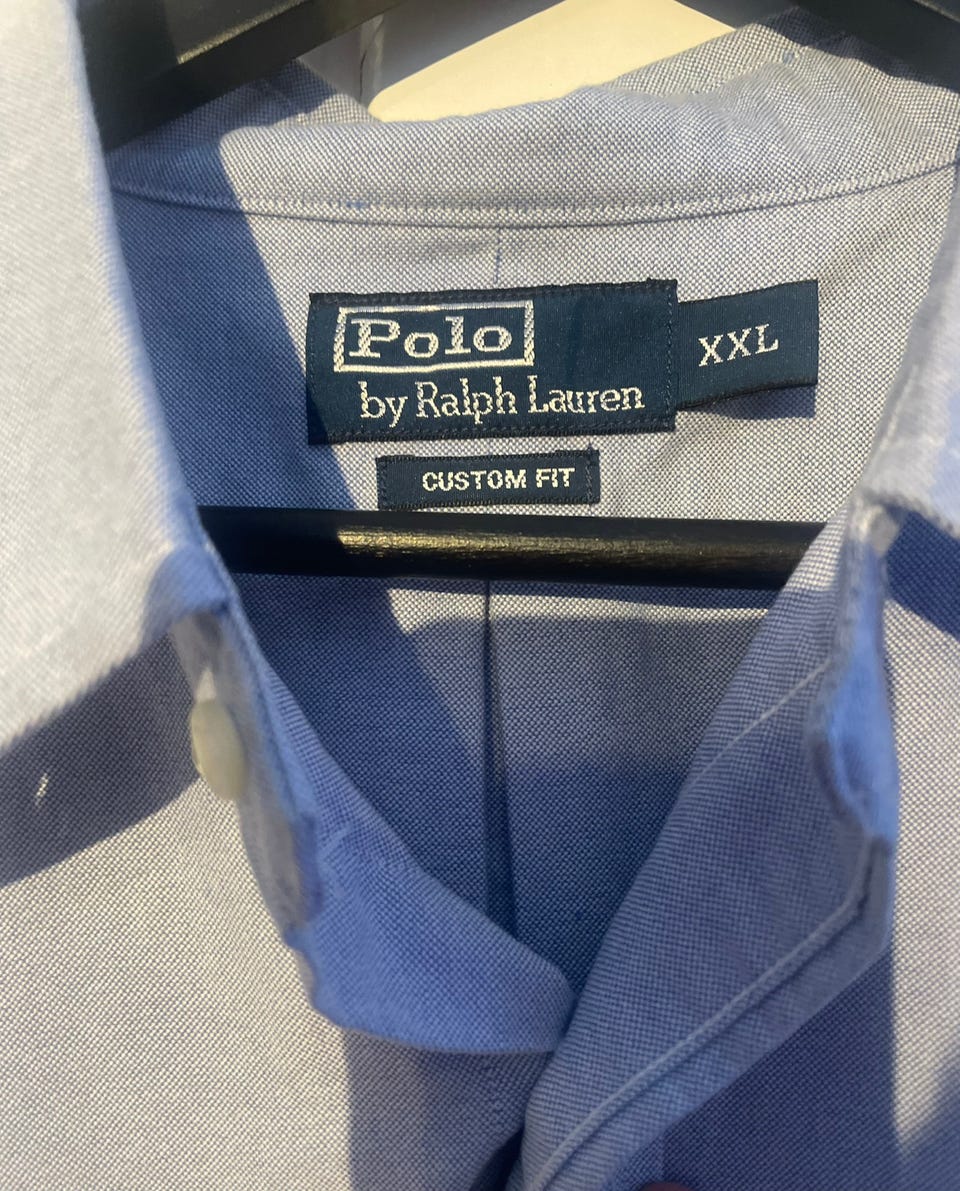 Polo
by Ralph Lauren
XXL
CUSTOM FIT